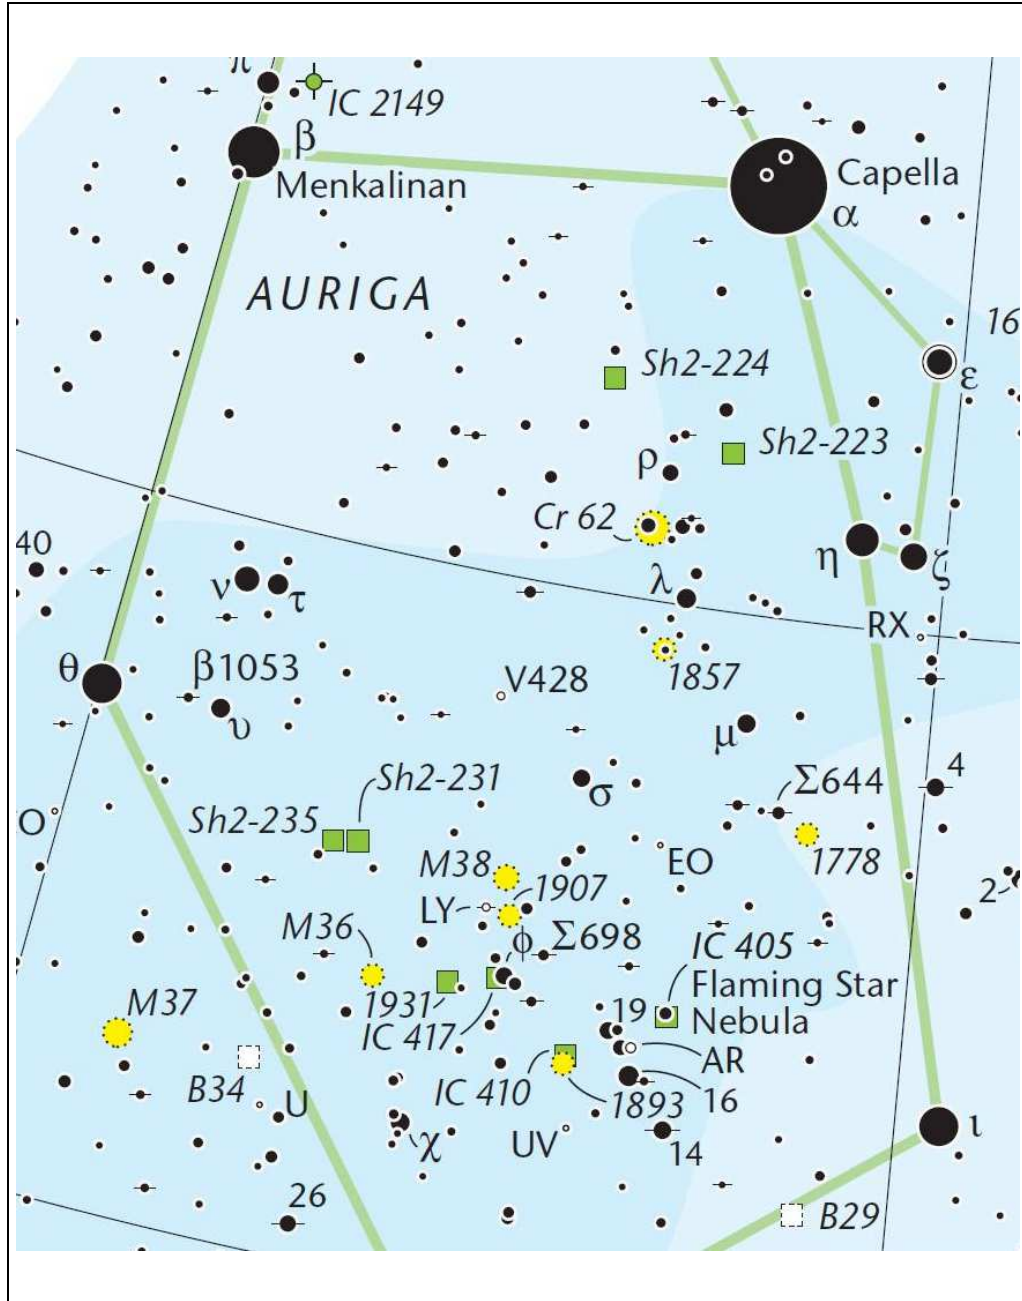 π
IC 2149
β
Menkalinan
Capella
α
AURIGA
16
Sh2-224
ε
Sh2-223
ρ
Cr 62
40
η
ζ
ν
τ
λ
RX
θ
β1053
1857
V428
υ
μ
σ
Σ644
4
Sh2-231
O
Sh2-235
1778
M38
1907
EO
2
LY
M36
φ
Σ698
IC 405
Flaming Star
Nebula
M37
1931
IC 417
19
AR
B34
U
IC 410
1893
16
χ
UV
14
ι
26
B29